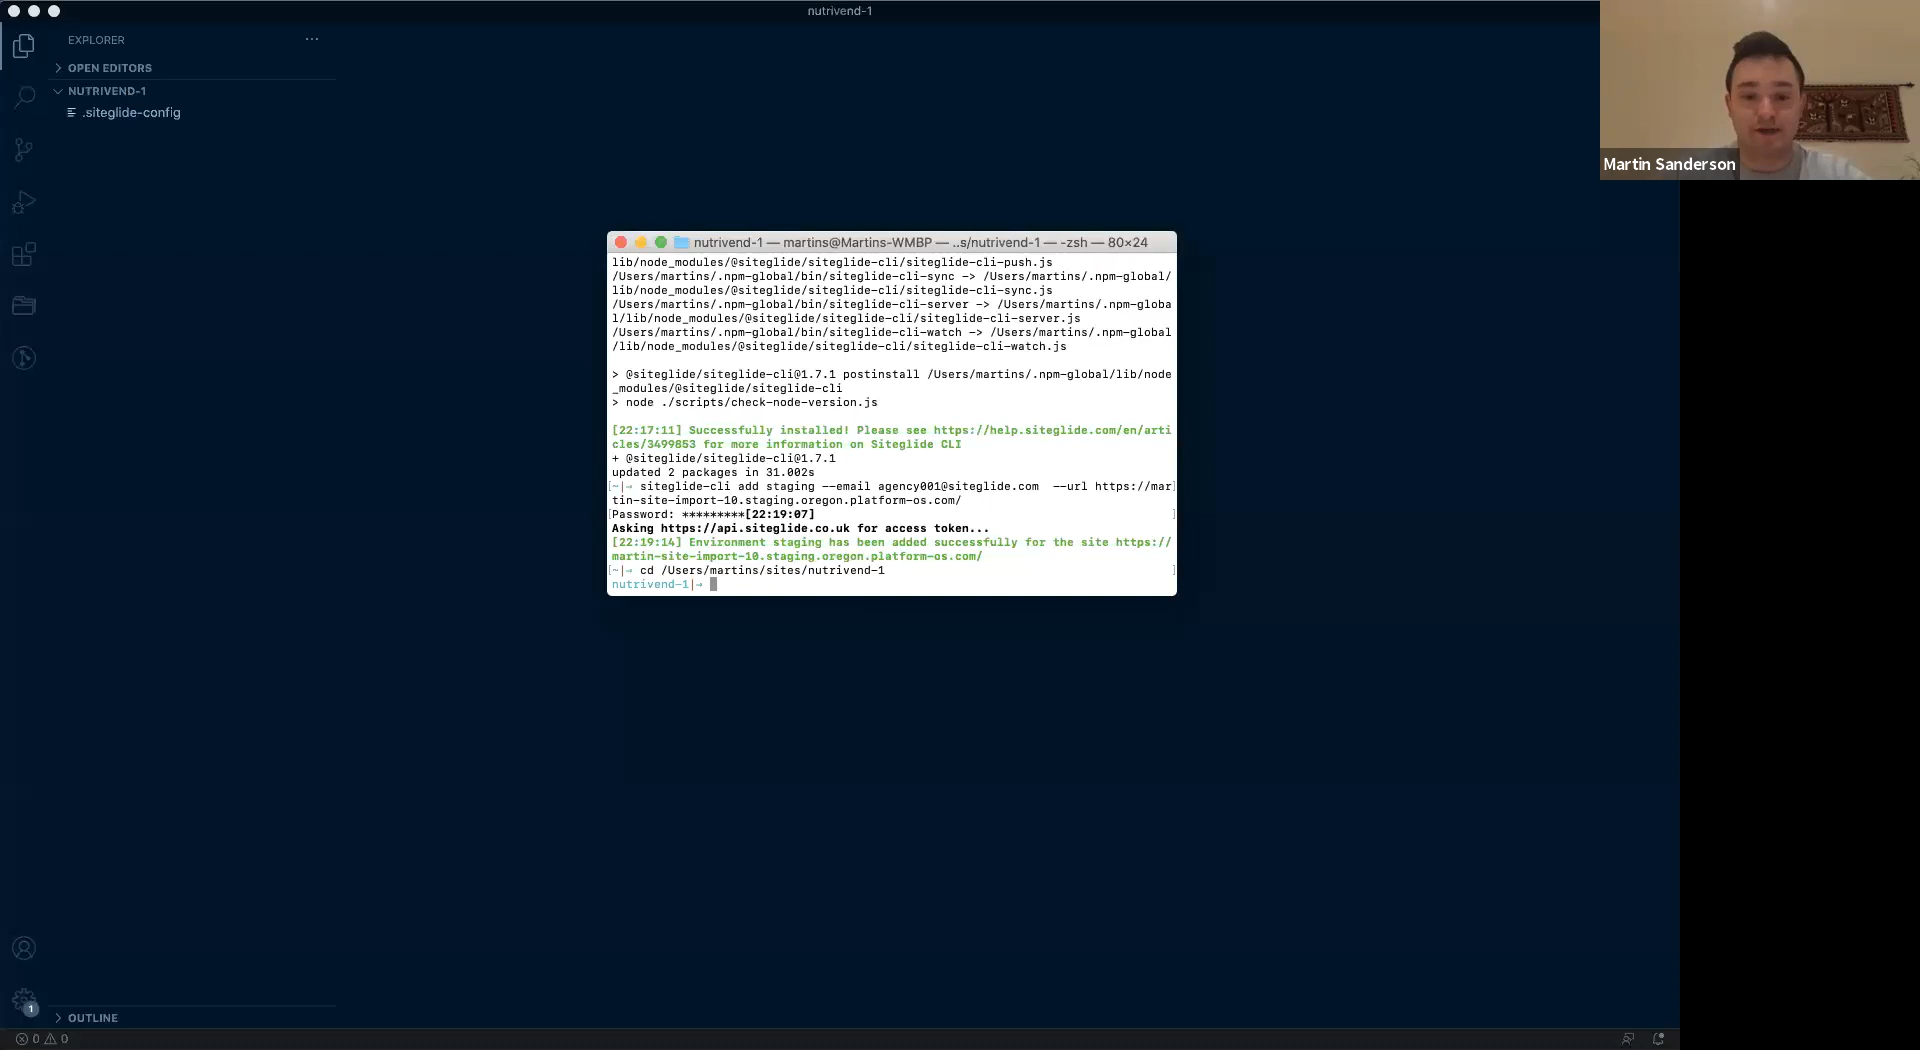 nutrivend-1
EXPLORER
OPEN EDITORS
NUTRIVEND-1
.siteglide-config
Martin Sanderson
nutrivend-1 — martins@Martins-WMBP — ..s/nutrivend-1 — -zsh — 80×24
lib/node_modules/@siteglide/siteglide-cli/siteglide-cli-push.js
/Users/martins/.npm-global/bin/siteglide-cli-sync -> /Users/martins/.npm-global/
lib/node_modules/@siteglide/siteglide-cli/siteglide-cli-sync.js
/Users/martins/.npm-global/bin/siteglide-cli-server -> /Users/martins/.npm-globa
l/lib/node_modules/@siteglide/siteglide-cli/siteglide-cli-server.js
/Users/martins/.npm-global/bin/siteglide-cli-watch -> /Users/martins/.npm-global
/lib/node_modules/@siteglide/siteglide-cli/siteglide-cli-watch.js
> @siteglide/siteglide-cli@1.7.1 postinstall /Users/martins/.npm-global/lib/node
_modules/@siteglide/siteglide-cli
> node ./scripts/check-node-version.js
[22:17:11] Successfully installed! Please see https://help.siteglide.com/en/arti
cles/3499853 for more information on Siteglide CLI
+ @siteglide/siteglide-cli@1.7.1
updated 2 packages in 31.002s
[~|→ siteglide-cli add staging --email agency001@siteglide.com  --url https://mar]
tin-site-import-10.staging.oregon.platform-os.com/
[Password: *********[22:19:07] ]
Asking https://api.siteglide.co.uk for access token...
[22:19:14] Environment staging has been added successfully for the site https://
martin-site-import-10.staging.oregon.platform-os.com/
[~|→ cd /Users/martins/sites/nutrivend-1 ]
nutrivend-1|→
1
OUTLINE
0 0